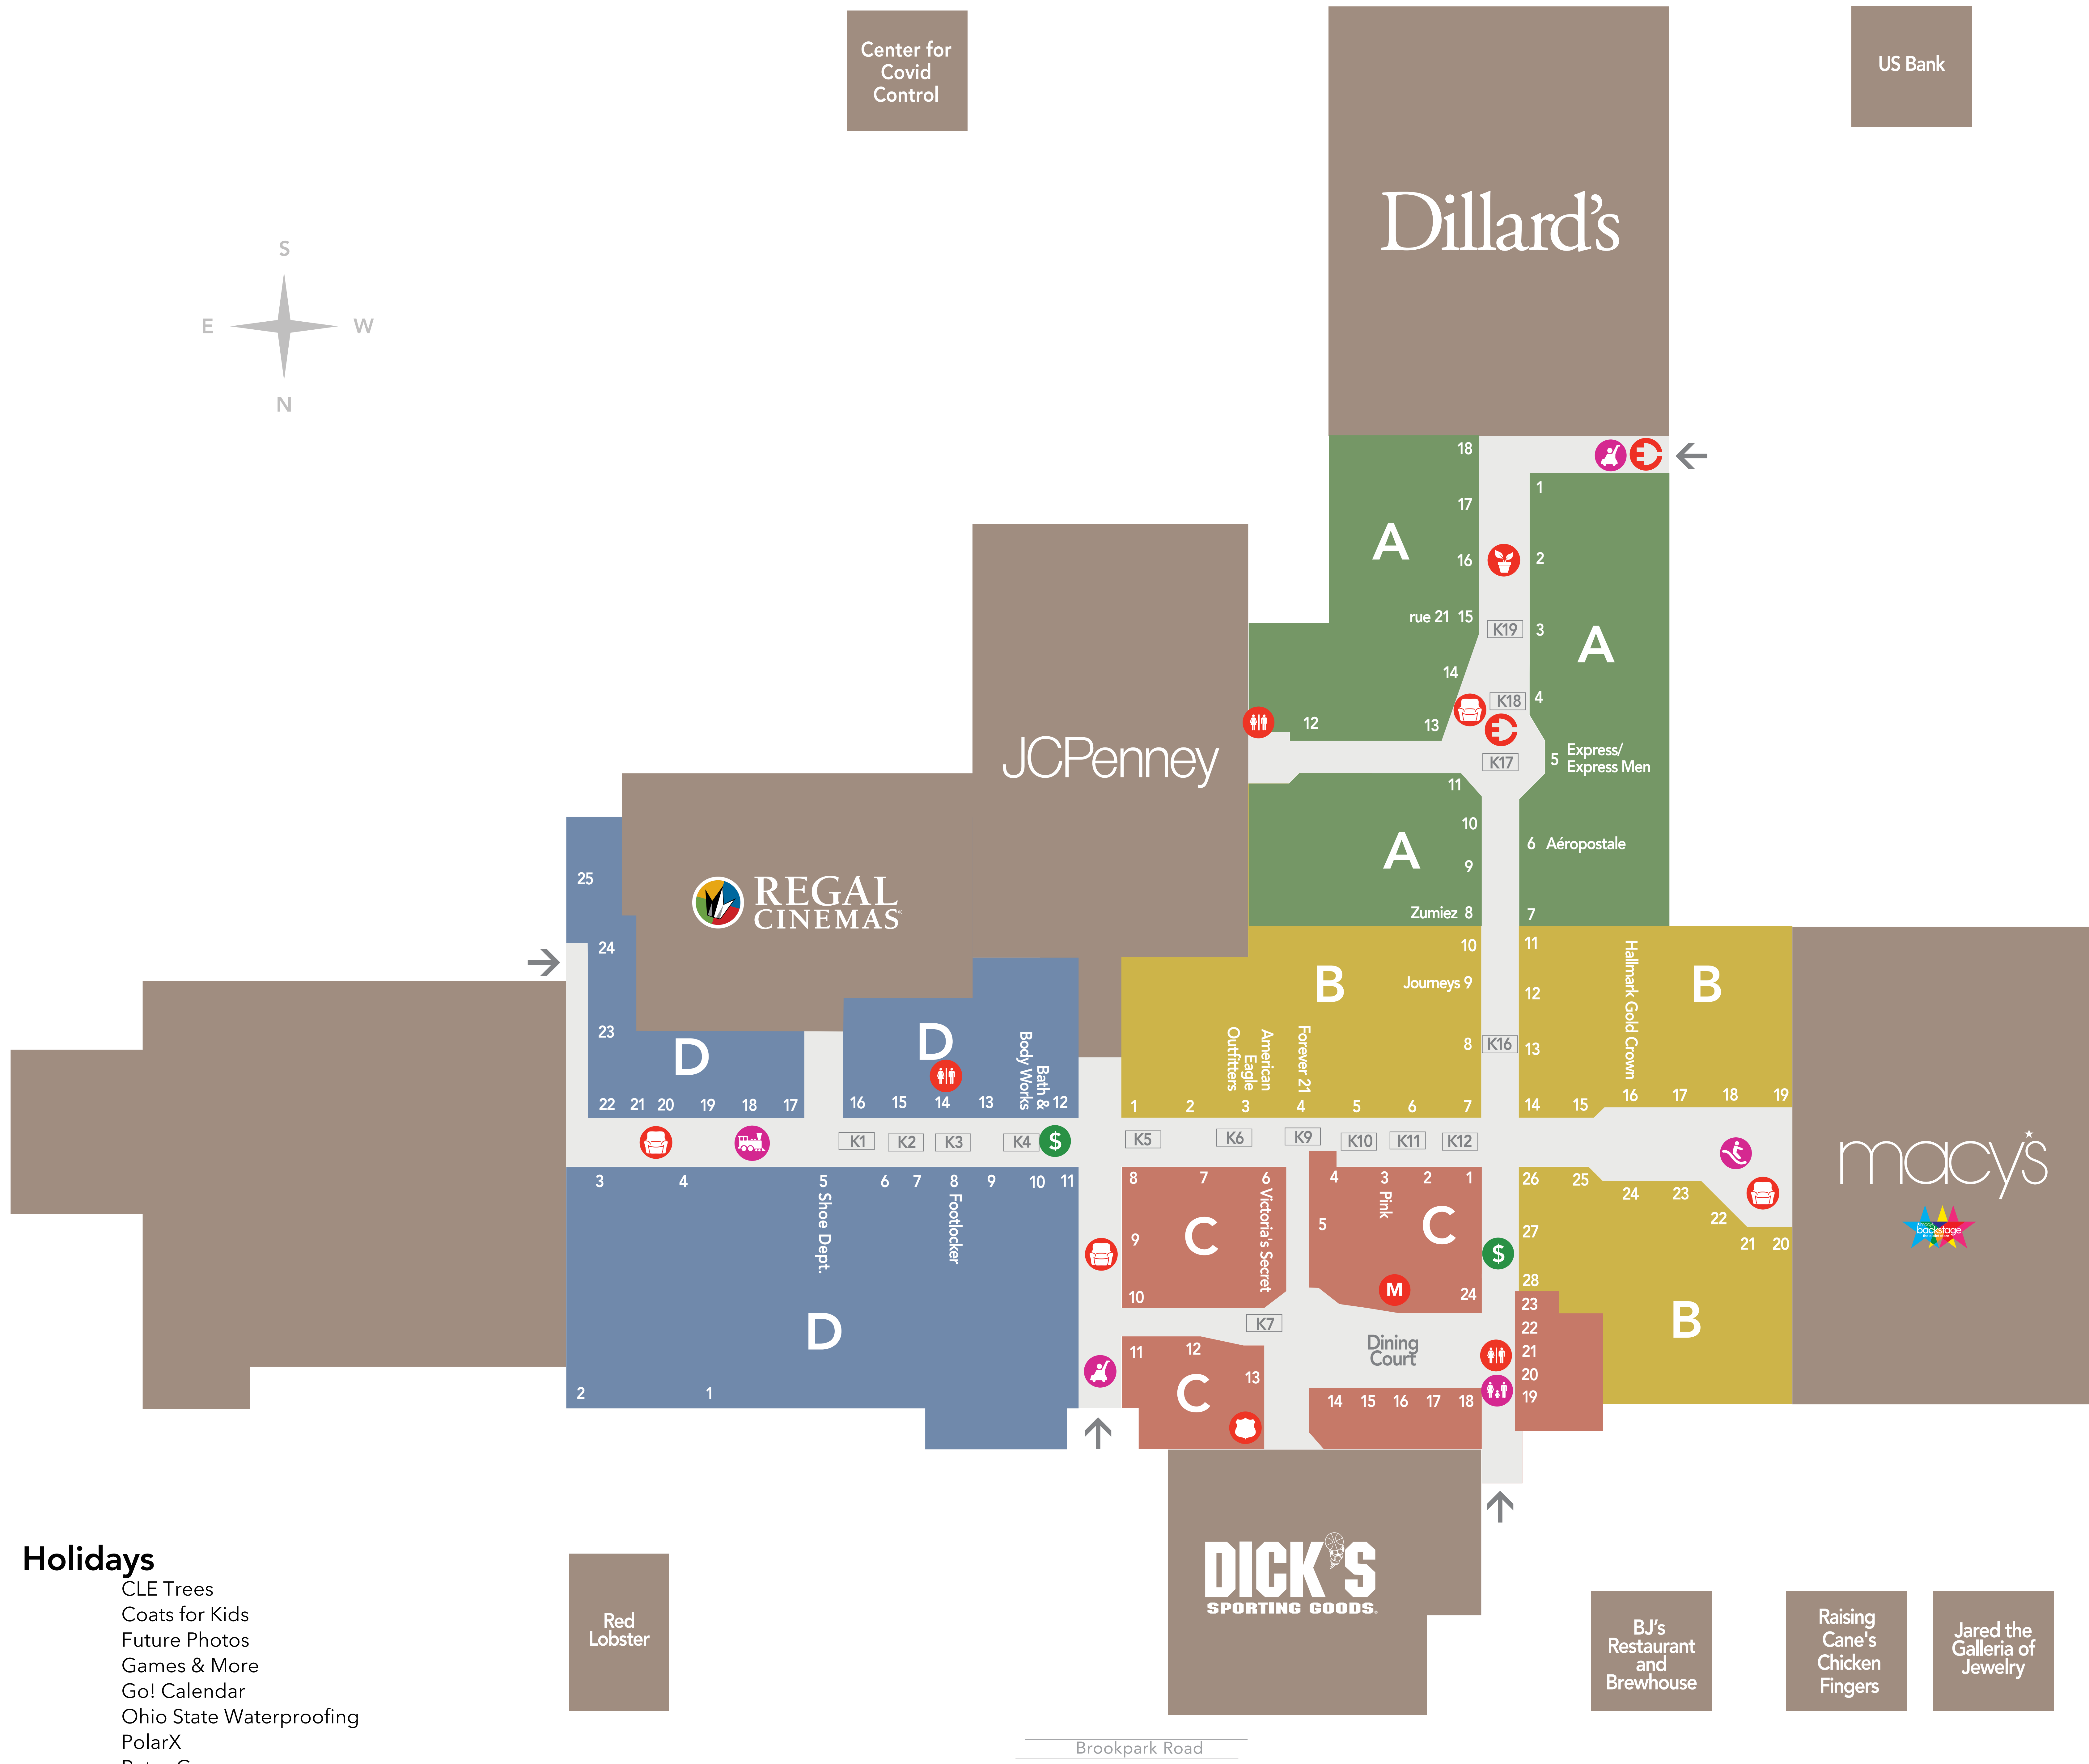 Center for
Covid
Control
US Bank
Dillard's
S
E
W
N
18
17
16
rue 21 15
14
13
12
A
1
2
3
4
5 Express/
Express Men
6 Aéropostale
7
A
K19
K18
K17
11
10
9
Zumiez 8
A
JCPenney
REGAL
CINEMAS
25
24
23
22 21 20 19 18 17
D
16 15 14 13 12
D
Bath &
Body Works
K1 K2 K3 K4 $
3 4 5 6 7 8 9 10 11
Shoe Dept.
Footlocker
D
2 1
B
10
Journeys 9
8
American
Eagle
Outfitters
Forever 21
1 2 3 4 5 6 7
K16
11
12
13
14 15 16 17 18 19
Hallmark Gold Crown
B
K5 K6 K9 K10 K11 K12
8 7 6
9
10
Victoria's Secret
C
4 3 2 1
5
Pink
C
M
24
K7
11 12
13
C
Dining
Court
14 15 16 17 18
$
26 25 24 23
22
21 20
27
28
B
23
22
21
20
19
macy's
macy's
backstage
DICK'S
SPORTING GOODS
Holidays
CLE Trees
Coats for Kids
Future Photos
Games & More
Go! Calendar
Ohio State Waterproofing
PolarX
Red
Lobster
BJ's
Restaurant
and
Brewhouse
Raising
Cane's
Chicken
Fingers
Jared the
Galleria of
Jewelry
Brookpark Road